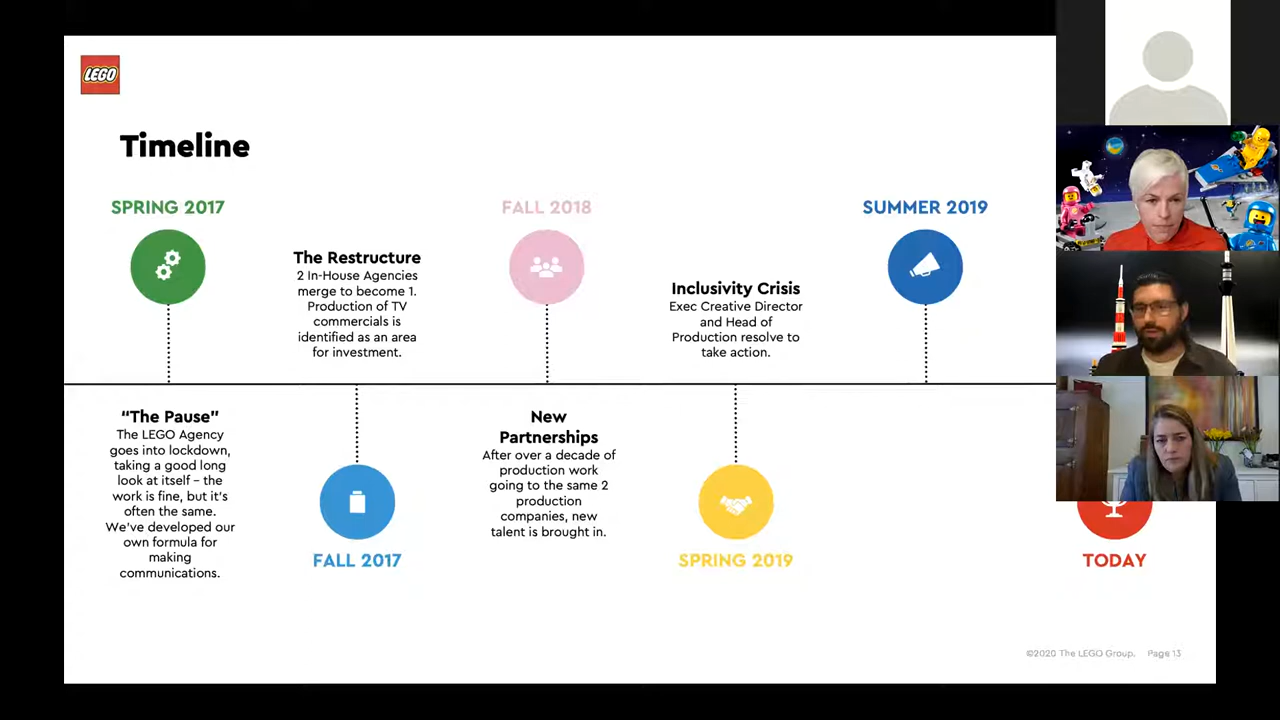 LEGO
Timeline
SPRING 2017
"The Pause"
The LEGO Agency
goes into lockdown,
taking a good long
look at itself – the
work is fine, but it's
often the same.
We've developed our
own formula for
making
communications.
The Restructure
2 In-House Agencies
merge to become 1.
Production of TV
commercials is
identified as an area
for investment.
FALL 2017
FALL 2018
New
Partnerships
After over a decade of
production work
going to the same 2
production
companies, new
talent is brought in.
Inclusivity Crisis
Exec Creative Director
and Head of
Production resolve to
take action.
SPRING 2019
SUMMER 2019
TODAY
©2020 The LEGO Group. Page 13